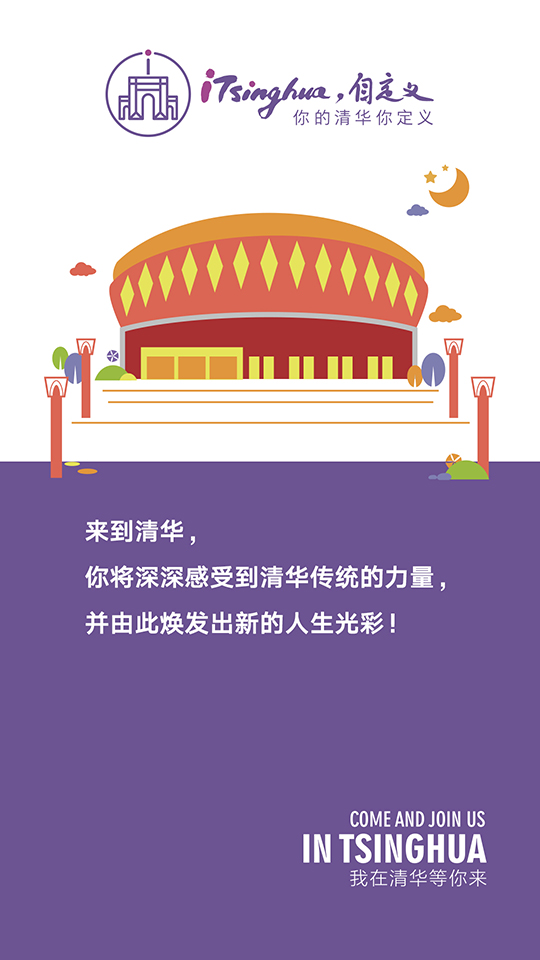 iTsinghua，自定义
你的清华你定义
来到清华，
你将深深感受到清华传统的力量，
并由此焕发出新的人生光彩！
COME AND JOIN US
IN TSINGHUA
我在清华等你来